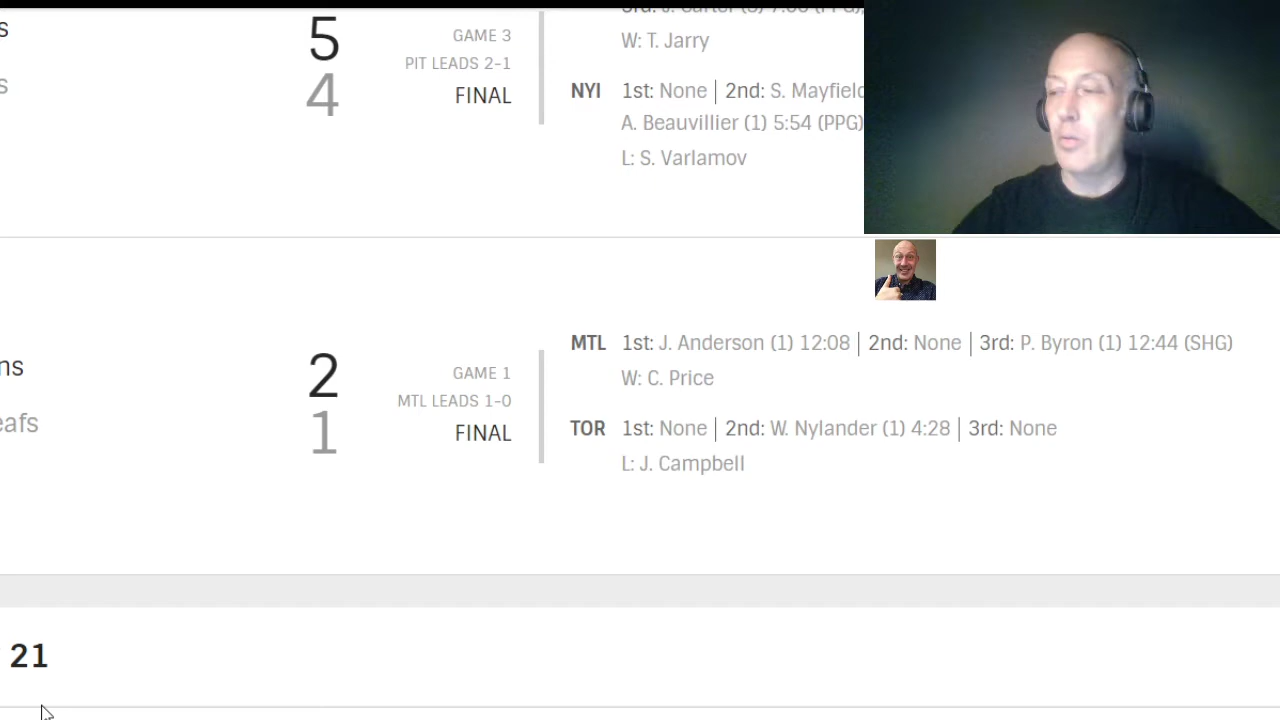 s
5
GAME 3
W: T. Jarry
s
4
PIT LEADS 2-1
FINAL
NYI 1st: None | 2nd: S. Mayfield
A. Beauvillier (1) 5:54 (PPG)
L: S. Varlamov
ns
2
GAME 1
MTL LEADS 1-0
FINAL
eafs
1
MTL 1st: J. Anderson (1) 12:08 | 2nd: None | 3rd: P. Byron (1) 12:44 (SHG)
W: C. Price
TOR 1st: None | 2nd: W. Nylander (1) 4:28 | 3rd: None
L: J. Campbell
21